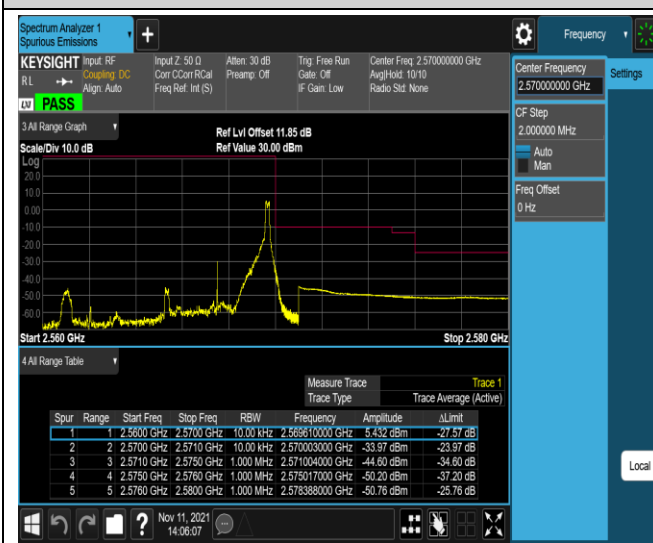 Spectrum Analyzer 1
Spurious Emissions
Frequency
KEYSIGHT Input: RF Input Z: 50 Ω Atten: 30 dB Trig: Free Run Center Freq: 2.570000000 GHz
RL Coupling: DC Corr CCorr RCal Preamp: Off Gate: Off Avg|Hold: 10/10
Align: Auto Freq Ref: Int (S) IF Gain: Low Radio Std: None
PASS
Center Frequency
2.570000000 GHz
Settings
CF Step
2.000000 MHz
Auto
Man
Freq Offset
0 Hz
3 All Range Graph
Ref Lvl Offset 11.85 dB
Scale/Div 10.0 dB Ref Value 30.00 dBm
Log
20.0
10.0
0.00
-10.0
-20.0
-30.0
-40.0
-50.0
-60.0
Start 2.560 GHz Stop 2.580 GHz
4 All Range Table
Measure Trace Trace 1
Trace Type Trace Average (Active)
Spur Range Start Freq Stop Freq RBW Frequency Amplitude ΔLimit
1 1 2.5600 GHz 2.5700 GHz 10.00 kHz 2.569610000 GHz 5.432 dBm -27.57 dB
2 2 2.5700 GHz 2.5710 GHz 10.00 kHz 2.570003000 GHz -33.97 dBm -23.97 dB
3 3 2.5710 GHz 2.5750 GHz 1.000 MHz 2.571004000 GHz -44.60 dBm -34.60 dB
4 4 2.5750 GHz 2.5760 GHz 1.000 MHz 2.575017000 GHz -50.20 dBm -37.20 dB
5 5 2.5760 GHz 2.5800 GHz 1.000 MHz 2.578388000 GHz -50.76 dBm -25.76 dB
Local
Nov 11, 2021
14:06:07